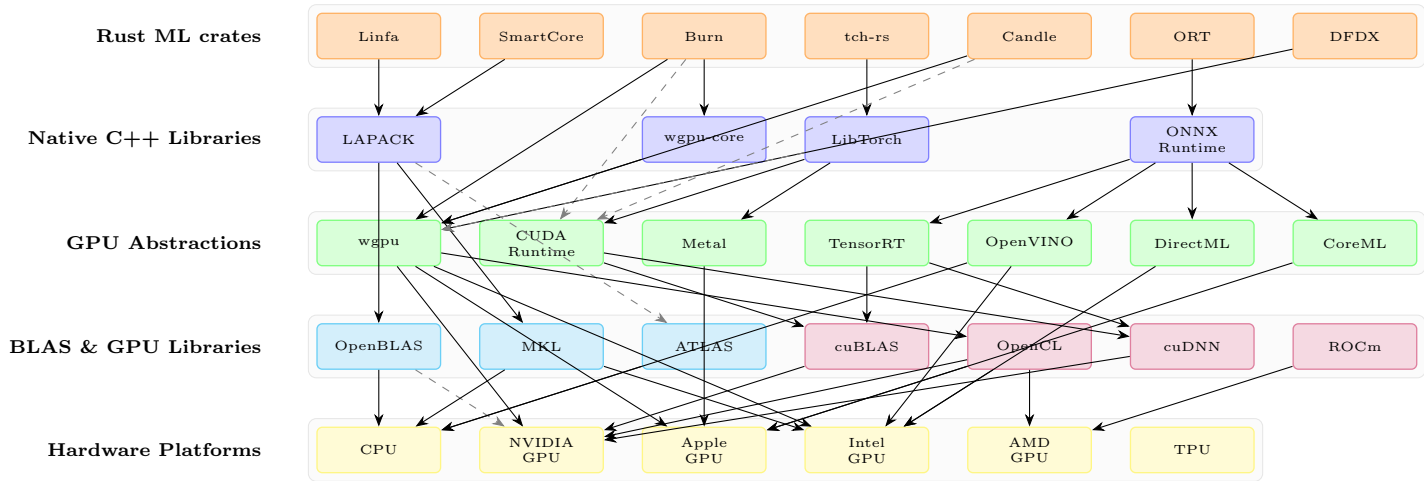 Rust ML crates
Linfa
SmartCore
Burn
tch-rs
Candle
ORT
DFDX
Native C++ Libraries
LAPACK
wgpu-core
LibTorch
ONNX
Runtime
GPU Abstractions
wgpu
CUDA
Runtime
Metal
TensorRT
OpenVINO
DirectML
CoreML
BLAS & GPU Libraries
OpenBLAS
MKL
ATLAS
cuBLAS
OpenCL
cuDNN
ROCm
Hardware Platforms
CPU
NVIDIA
GPU
Apple
GPU
Intel
GPU
AMD
GPU
TPU